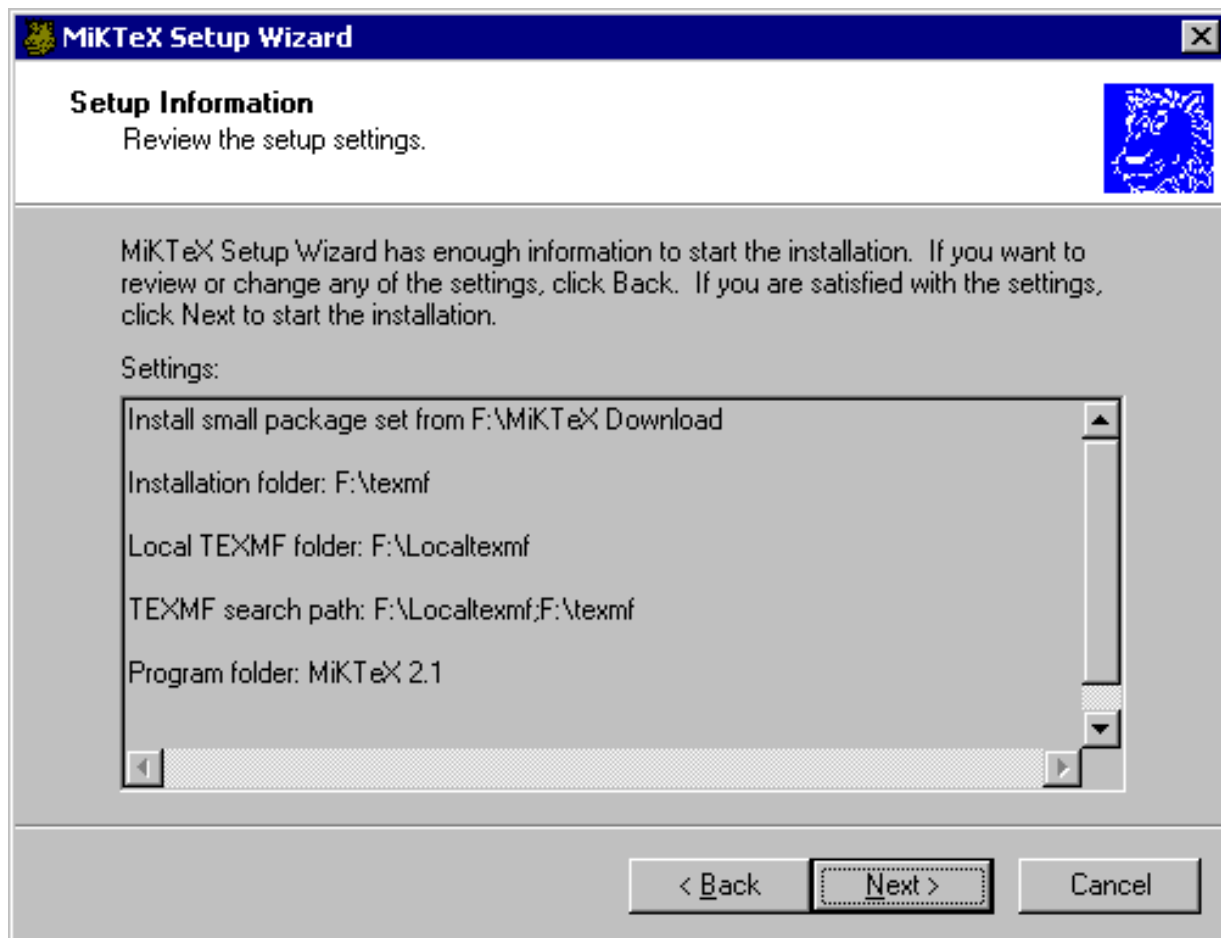 MiKTeX Setup Wizard
Setup Information
Review the setup settings.
MiKTeX Setup Wizard has enough information to start the installation.  If you want to
review or change any of the settings, click Back.  If you are satisfied with the settings,
click Next to start the installation.
Settings:
Install small package set from F:\MiKTeX Download
Installation folder: F:\texmf
Local TEXMF folder: F:\Localtexmf
TEXMF search path: F:\Localtexmf;F:\texmf
Program folder: MiKTeX 2.1
< Back Next > Cancel